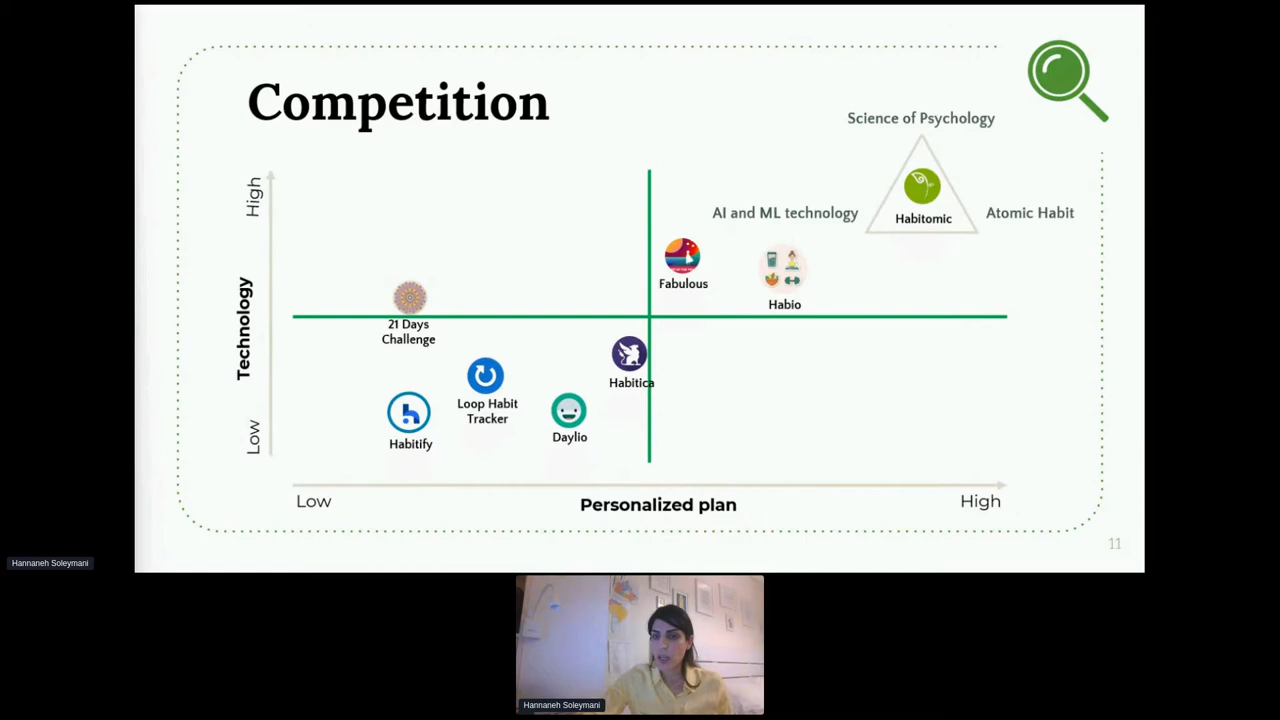 Competition
Science of Psychology
AI and ML technology
Habitomic
Atomic Habit
High
Technology
Low
Fabulous
Habio
21 Days
Challenge
Habitica
Loop Habit
Tracker
Daylio
Habitify
Low
Personalized plan
High
11
Hannaneh Soleymani
Hannaneh Soleymani